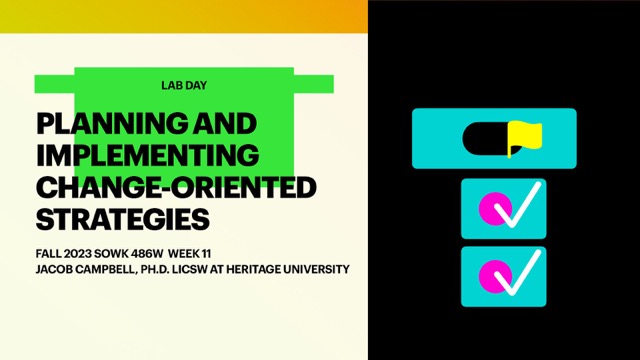 LAB DAY
PLANNING AND
IMPLEMENTING
CHANGE-ORIENTED
STRATEGIES
FALL 2023 SOWK 486W WEEK 11
JACOB CAMPBELL, PH.D. LICSW AT HERITAGE UNIVERSITY